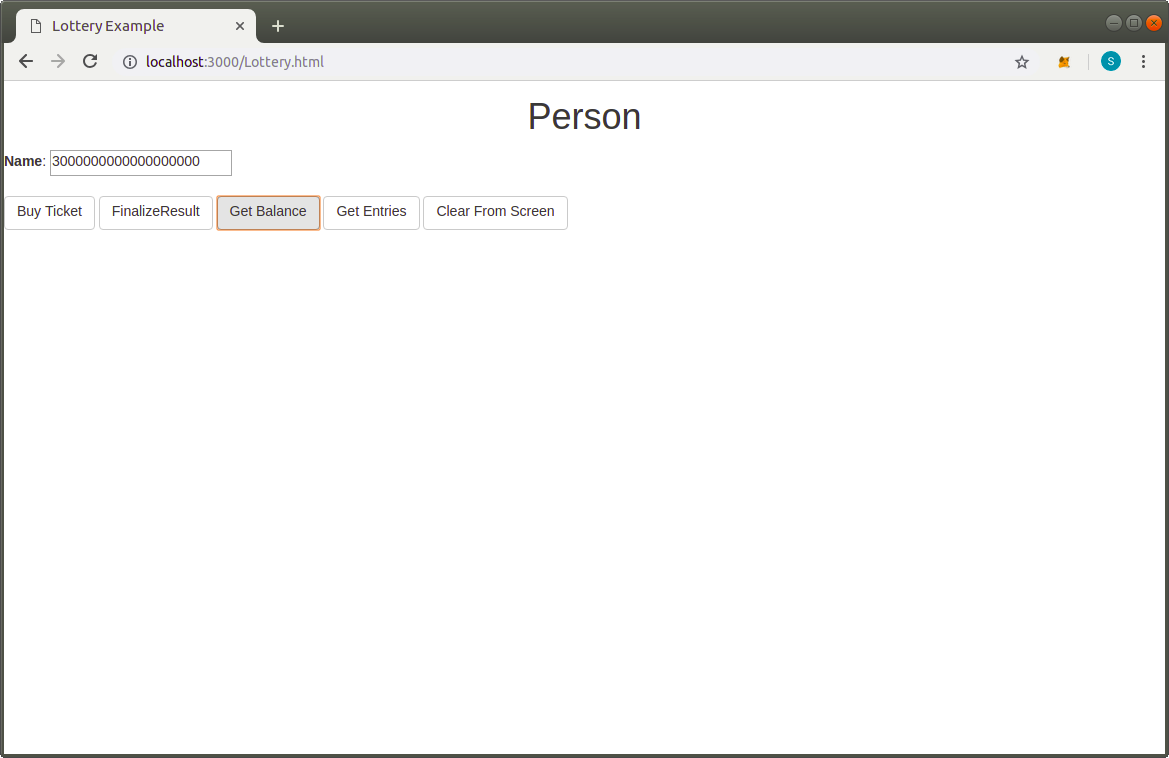 Lottery Example
localhost:3000/Lottery.html
S
Person
Name: 3000000000000000000
Buy Ticket FinalizeResult Get Balance Get Entries Clear From Screen